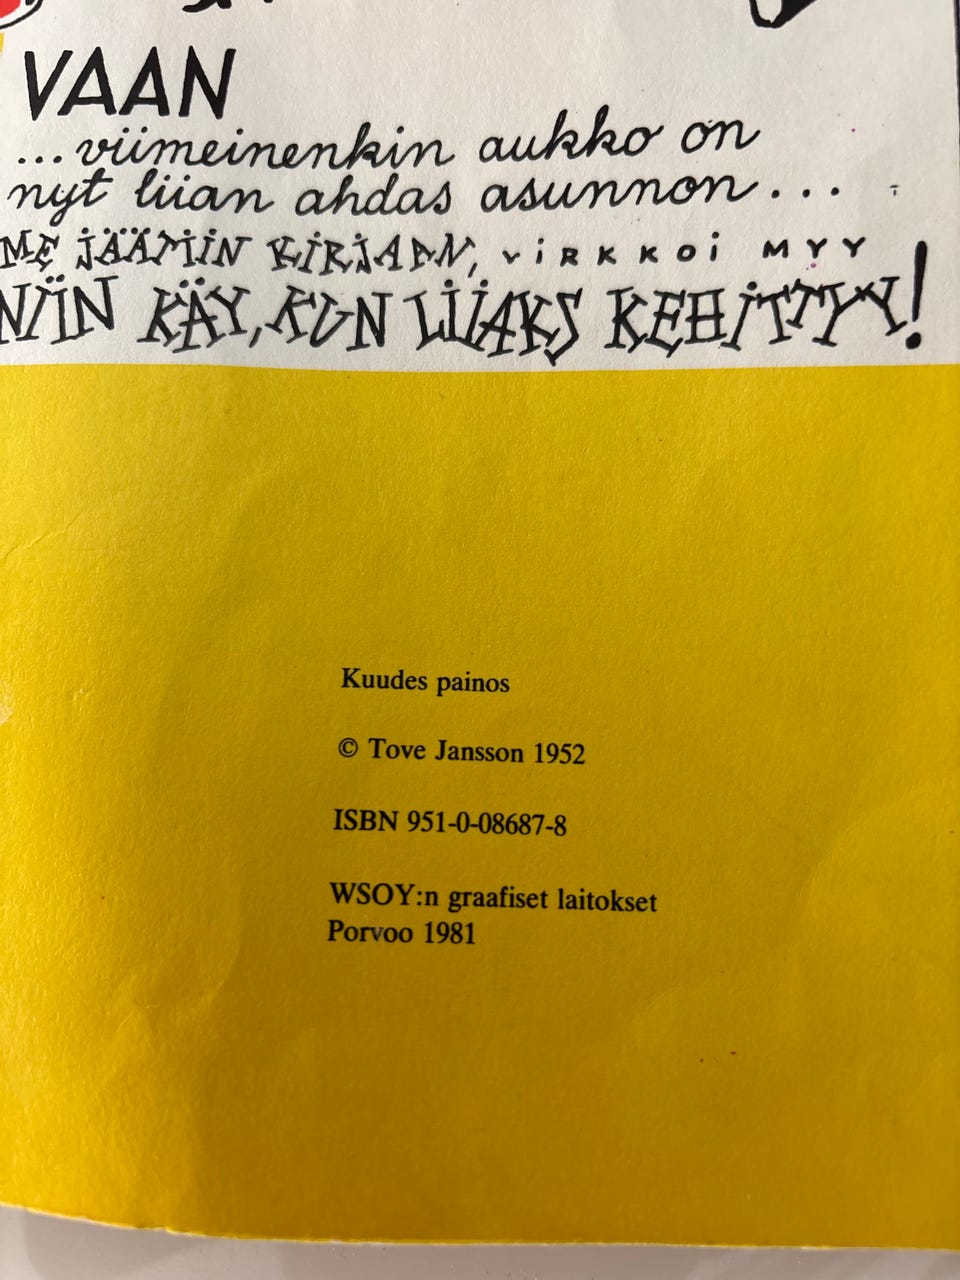 VAAN
...viimeinenkin aukko on
nyt liian ahdas asunnon...
ME JÄÄMIN KIRJAAN, ViRKKOi MYY
NIIN KÄY, KUN LIIAKS KEHITTYY!
Kuudes painos
© Tove Jansson 1952
ISBN 951-0-08687-8
WSOY:n graafiset laitokset
Porvoo 1981